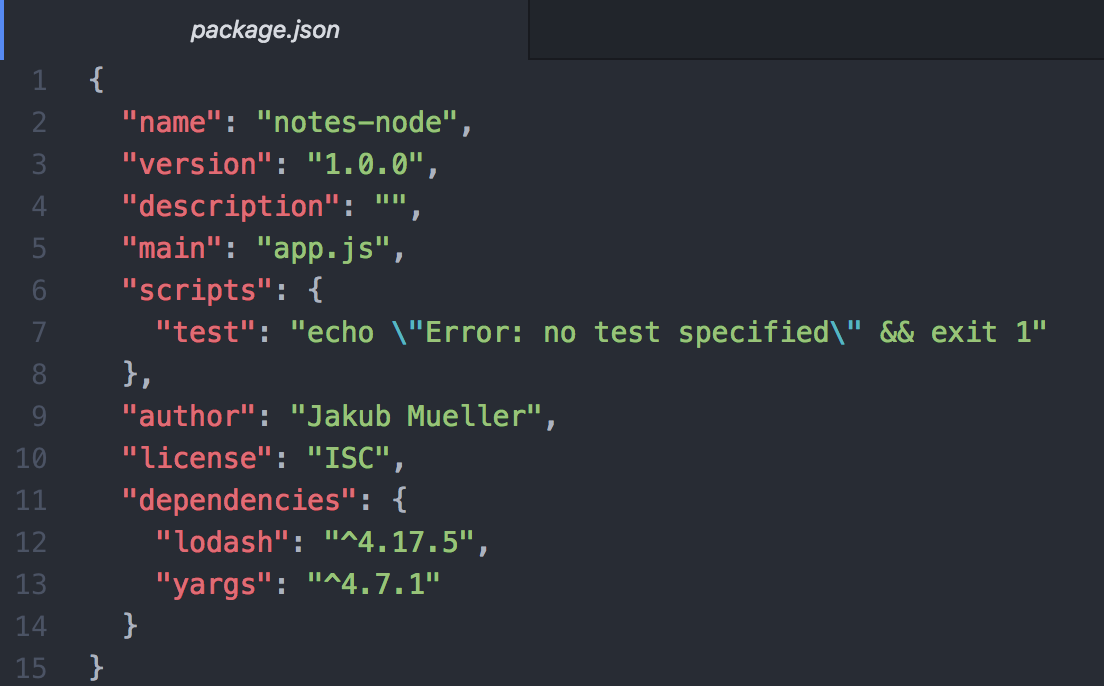 package.json
1 {
2   "name": "notes-node",
3   "version": "1.0.0",
4   "description": "",
5   "main": "app.js",
6   "scripts": {
7     "test": "echo \"Error: no test specified\" && exit 1"
8   },
9   "author": "Jakub Mueller",
10   "license": "ISC",
11   "dependencies": {
12     "lodash": "^4.17.5",
13     "yargs": "^4.7.1"
14   }
15 }